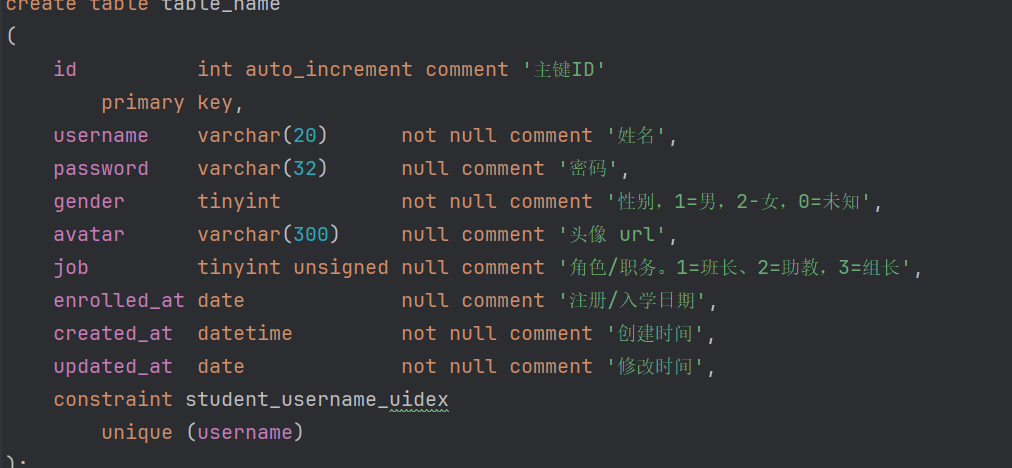 create table table_name
(
    id          int auto_increment comment '主键ID'
        primary key,
    username    varchar(20)      not null comment '姓名',
    password    varchar(32)      null comment '密码',
    gender      tinyint          not null comment '性别，1=男，2-女，0=未知',
    avatar      varchar(300)     null comment '头像 url',
    job         tinyint unsigned null comment '角色/职务。1=班长、2=助教，3=组长',
    enrolled_at date             null comment '注册/入学日期',
    created_at  datetime         not null comment '创建时间',
    updated_at  date             not null comment '修改时间',
    constraint student_username_uidex
        unique (username)
);